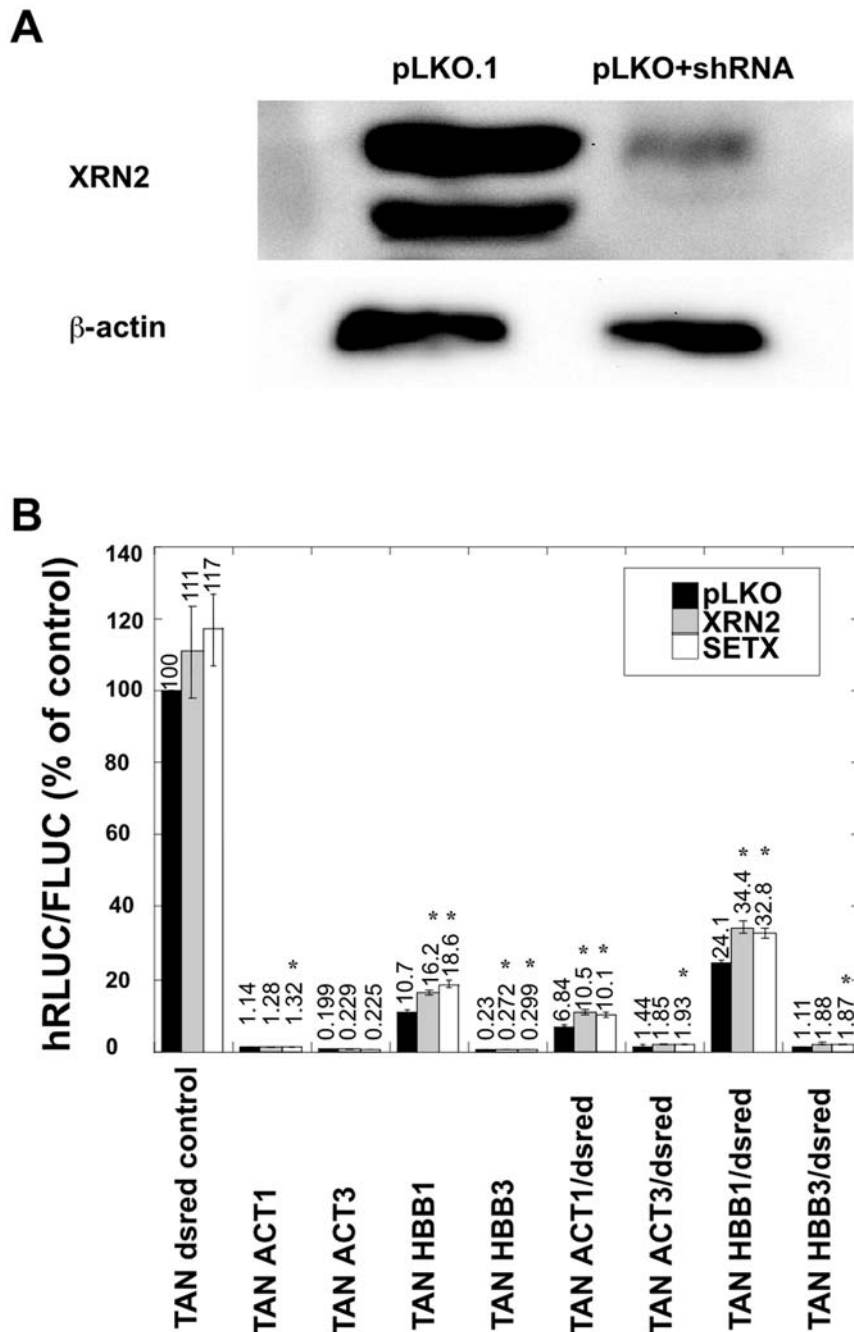 A
pLKO.1 pLKO+shRNA
XRN2
β-actin
B
hRLUC/FLUC (% of control)
140
120
100
80
60
40
20
0
pLKO
XRN2
SETX
100 111 117
1.14 1.28 1.32 *
0.199 0.229 0.225
10.7 16.2 * 18.6 *
0.23 0.272 * 0.299 *
6.84 10.5 * 10.1 *
1.44 1.85 1.93 *
24.1 34.4 * 32.8 *
1.11 1.88 1.87 *
TAN dsred control
TAN ACT1
TAN ACT3
TAN HBB1
TAN HBB3
TAN ACT1/dsred
TAN ACT3/dsred
TAN HBB1/dsred
TAN HBB3/dsred